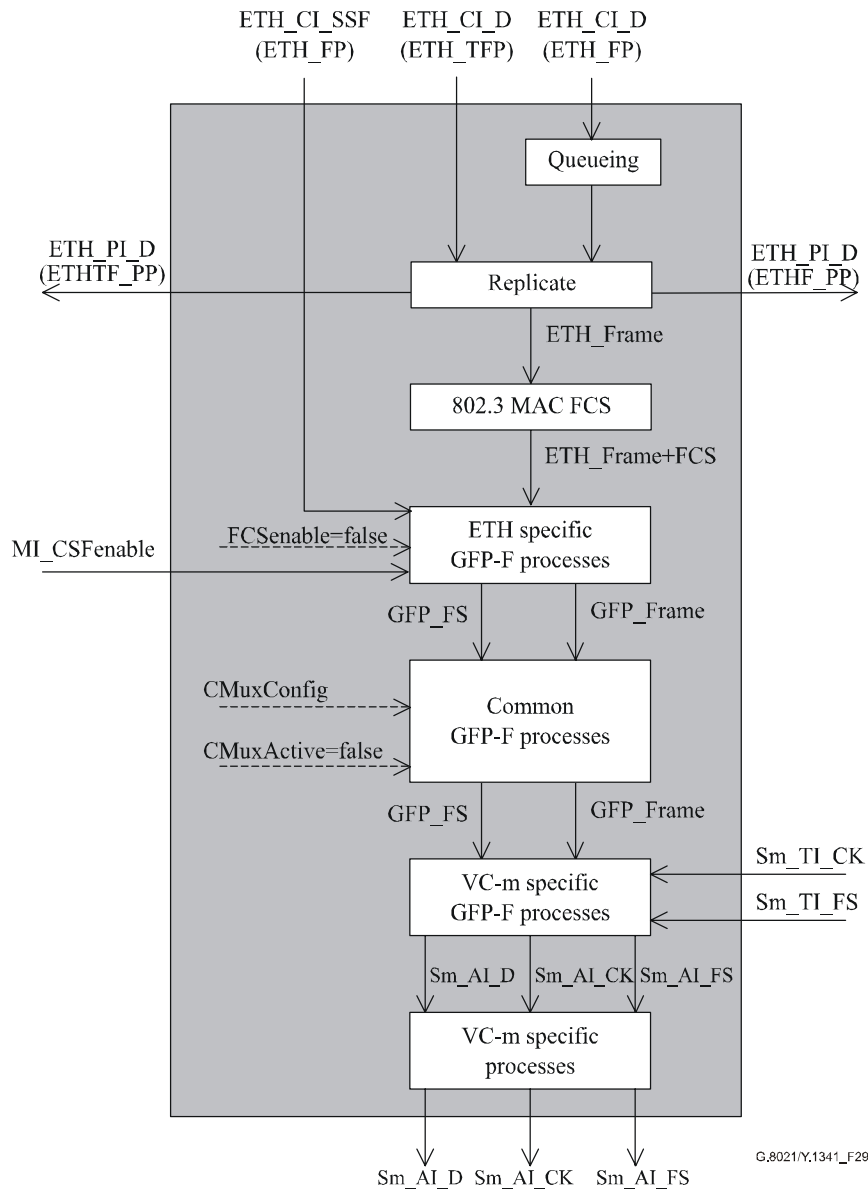 ETH_CI_SSF
(ETH_FP)
ETH_CI_D
(ETH_TFP)
ETH_CI_D
(ETH_FP)
Queueing
ETH_PI_D
(ETHTF_PP)
Replicate
ETH_PI_D
(ETHF_PP)
ETH_Frame
802.3 MAC FCS
ETH_Frame+FCS
FCSenable=false
MI_CSFenable
ETH specific
GFP-F processes
GFP_FS
GFP_Frame
CMuxConfig
CMuxActive=false
Common
GFP-F processes
GFP_FS
GFP_Frame
Sm_TI_CK
Sm_TI_FS
VC-m specific
GFP-F processes
Sm_AI_D
Sm_AI_CK
Sm_AI_FS
VC-m specific
processes
Sm_AI_D
Sm_AI_CK
Sm_AI_FS
G.8021/Y.1341_F29